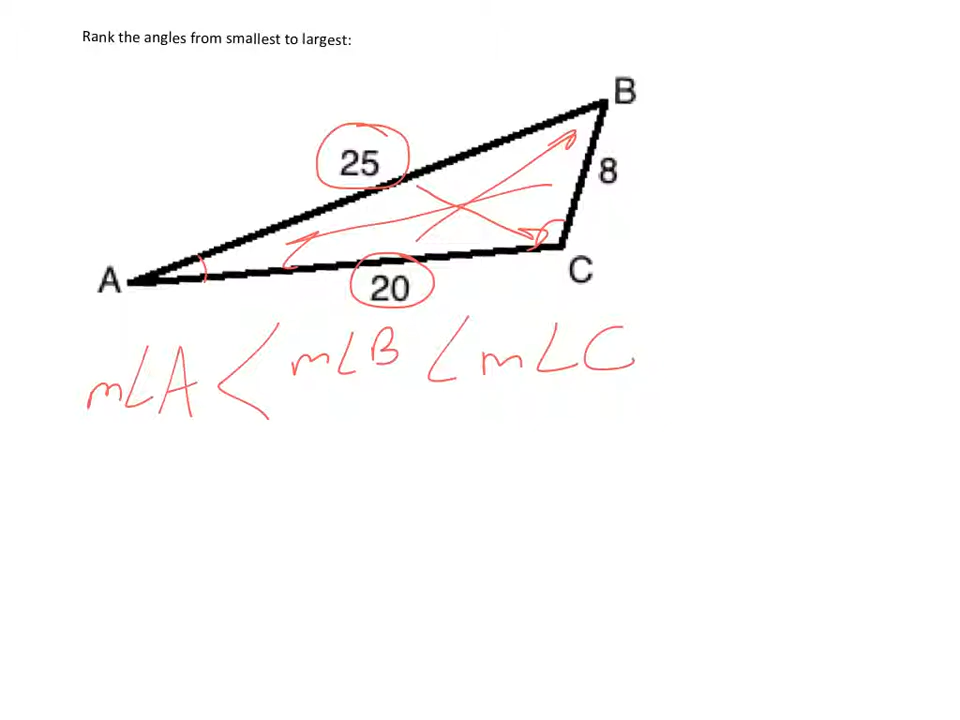 Rank the angles from smallest to largest:
B
25
8
A
20
C
m∠A < m∠B < m∠C